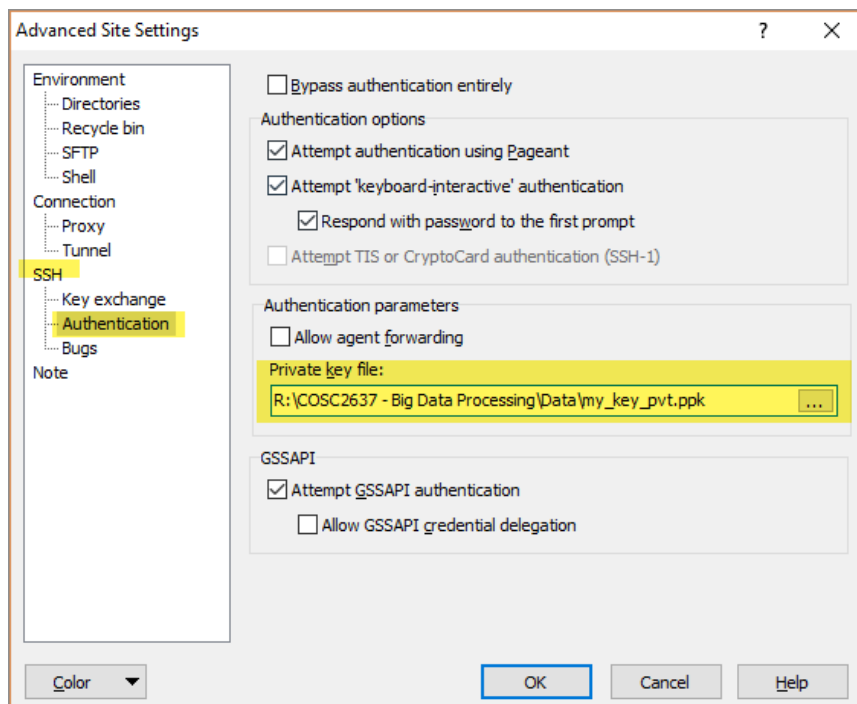 Advanced Site Settings
?
Environment
Directories
Recycle bin
SFTP
Shell
Connection
Proxy
Tunnel
SSH
Key exchange
Authentication
Bugs
Note
Bypass authentication entirely
Authentication options
Attempt authentication using Pageant
Attempt 'keyboard-interactive' authentication
Respond with password to the first prompt
Attempt TIS or CryptoCard authentication (SSH-1)
Authentication parameters
Allow agent forwarding
Private key file:
R:\COSC2637 - Big Data Processing\Data\my_key_pvt.ppk
...
GSSAPI
Attempt GSSAPI authentication
Allow GSSAPI credential delegation
Color
OK
Cancel
Help